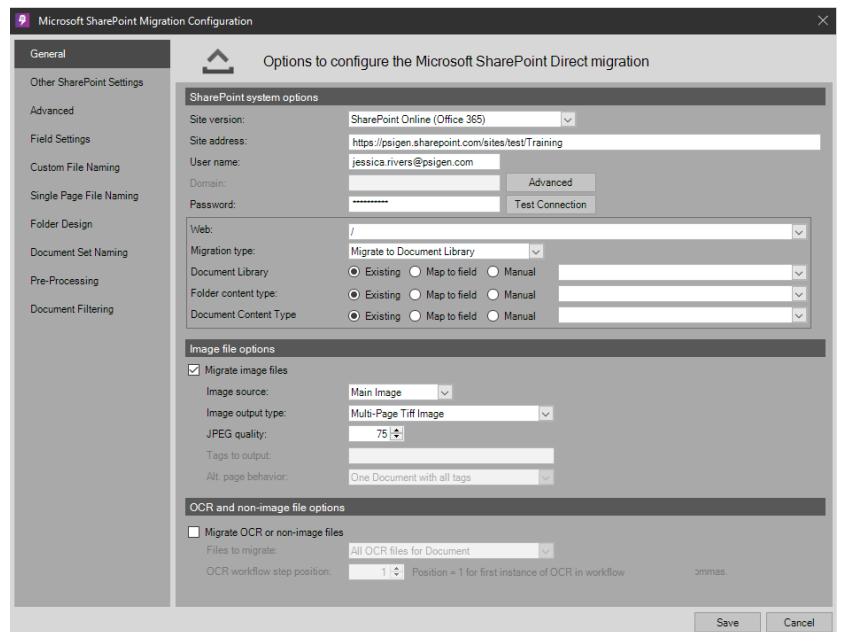 Microsoft SharePoint Migration Configuration
General
Other SharePoint Settings
Advanced
Field Settings
Custom File Naming
Single Page File Naming
Folder Design
Document Set Naming
Pre-Processing
Document Filtering
Options to configure the Microsoft SharePoint Direct migration
SharePoint system options
Site version: SharePoint Online (Office 365)
Site address: https://psigen.sharepoint.com/sites/test/Training
User name: jessica.rivers@psigen.com
Domain: Advanced
Password: ********** Test Connection
Web: /
Migration type: Migrate to Document Library
Document Library Existing Map to field Manual
Folder content type: Existing Map to field Manual
Document Content Type Existing Map to field Manual
Image file options
Migrate image files
Image source: Main Image
Image output type: Multi-Page Tiff Image
JPEG quality: 75
Tags to output:
Alt. page behavior: One Document with all tags
OCR and non-image file options
Migrate OCR or non-image files
Files to migrate: All OCR files for Document
OCR workflow step position: 1 Position = 1 for first instance of OCR in workflow ommas.
Save Cancel